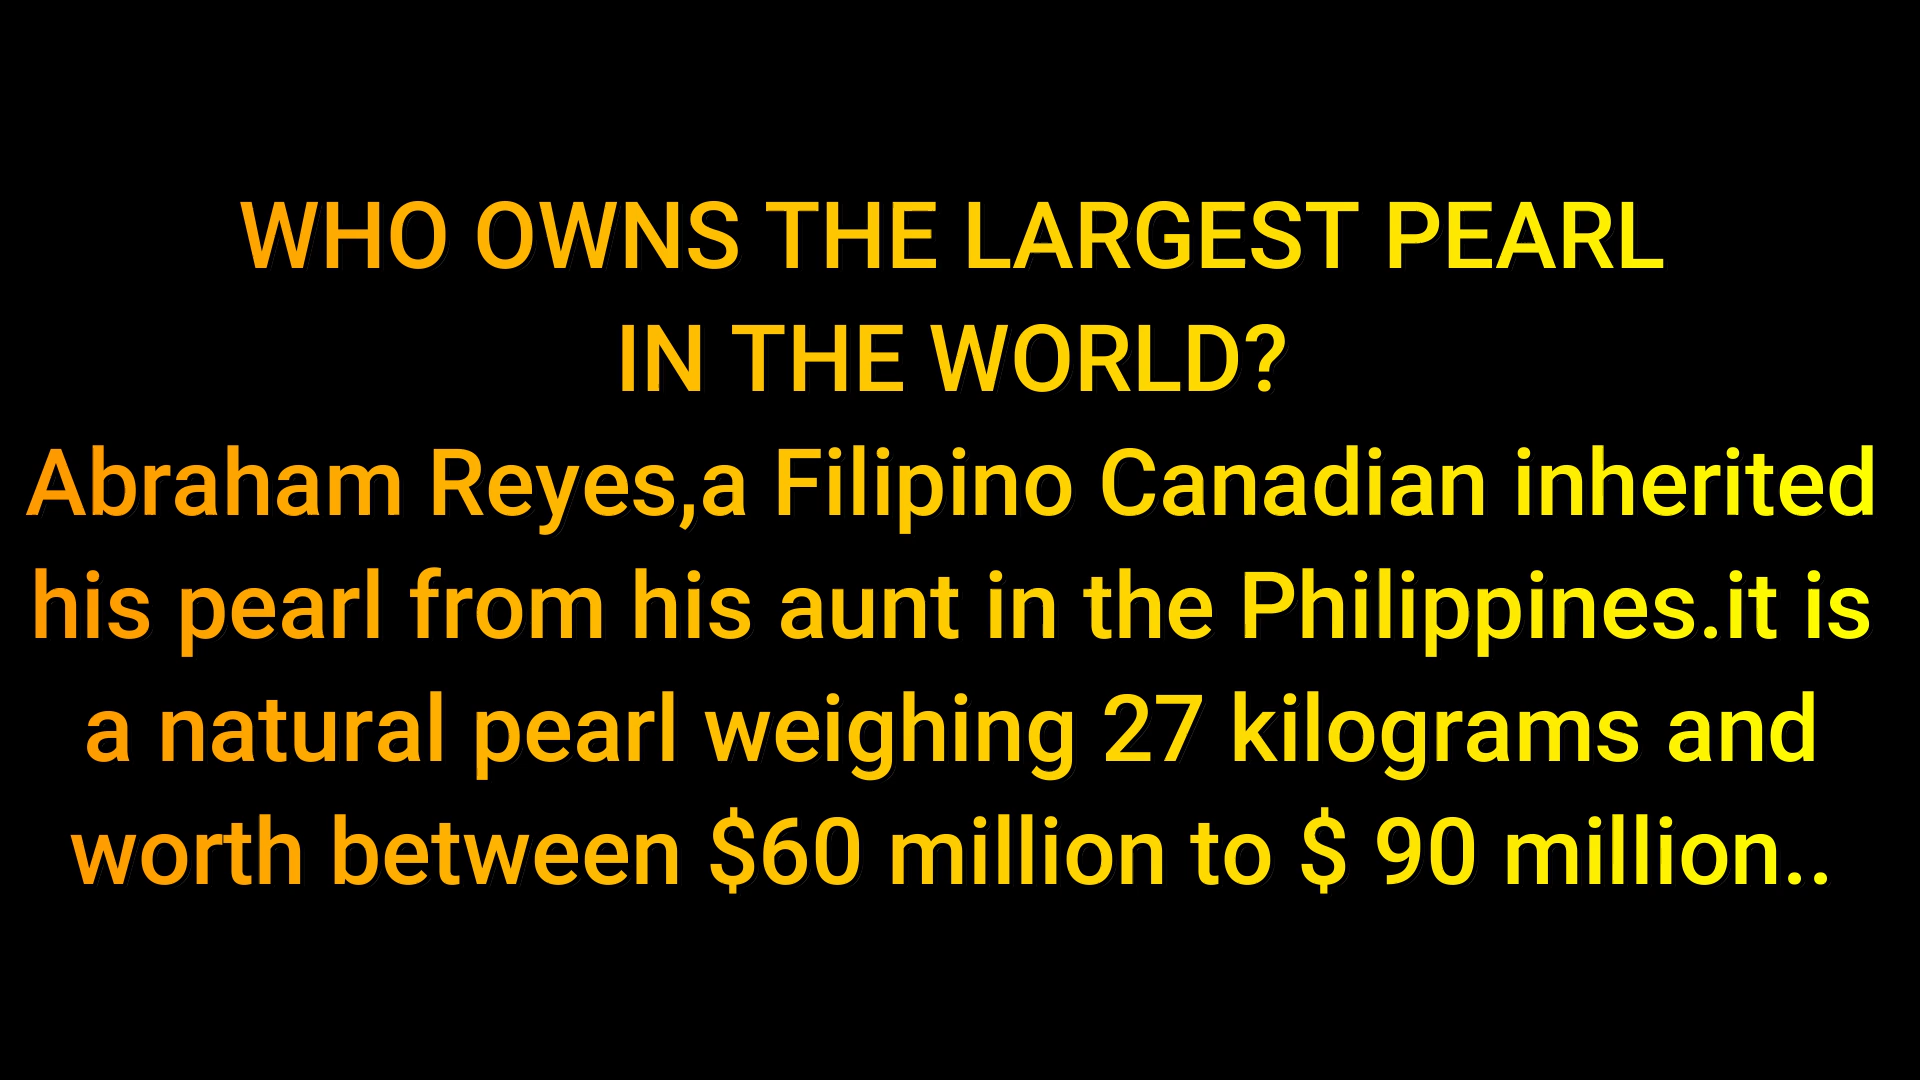 WHO OWNS THE LARGEST PEARL
IN THE WORLD?
Abraham Reyes,a Filipino Canadian inherited
his pearl from his aunt in the Philippines.it is
a natural pearl weighing 27 kilograms and
worth between $60 million to $ 90 million..